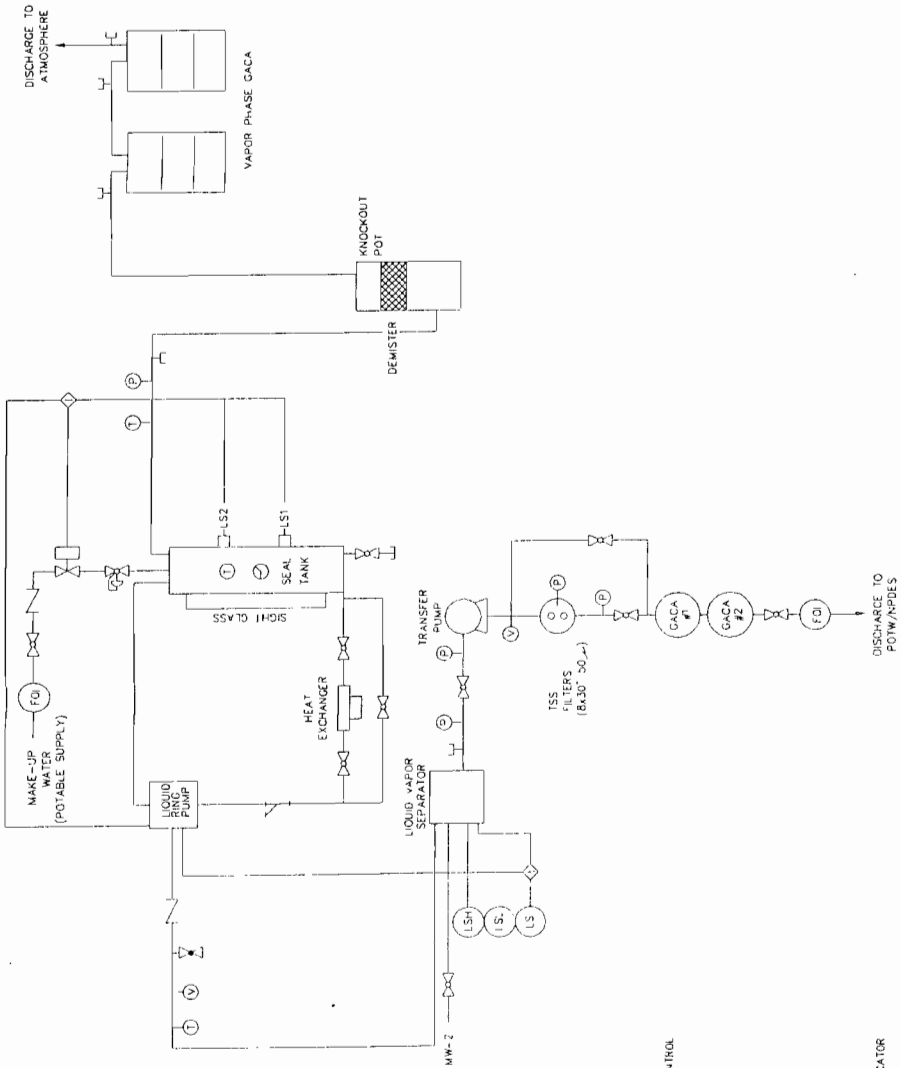 DISCHARGE TO
ATMOSPHERE
VAPOR PHASE GACA
KNOCKOUT
POT
DEMISTER
P
T
I
LS2
LS1
T
SEAL
TANK
SIGHT GLASS
FQI
MAKE-UP
WATER
(POTABLE SUPPLY)
LIQUID
RING
PUMP
HEAT
EXCHANGER
TRANSFER
PUMP
V
P
P
P
P
TSS
FILTERS
GACA
#1
GACA
#2
FQI
DISCHARGE TO
POTW/NPDES
LIQUID VAPOR
SEPARATOR
LSH
LS
T
V
MW-2
NTROL
CATOR